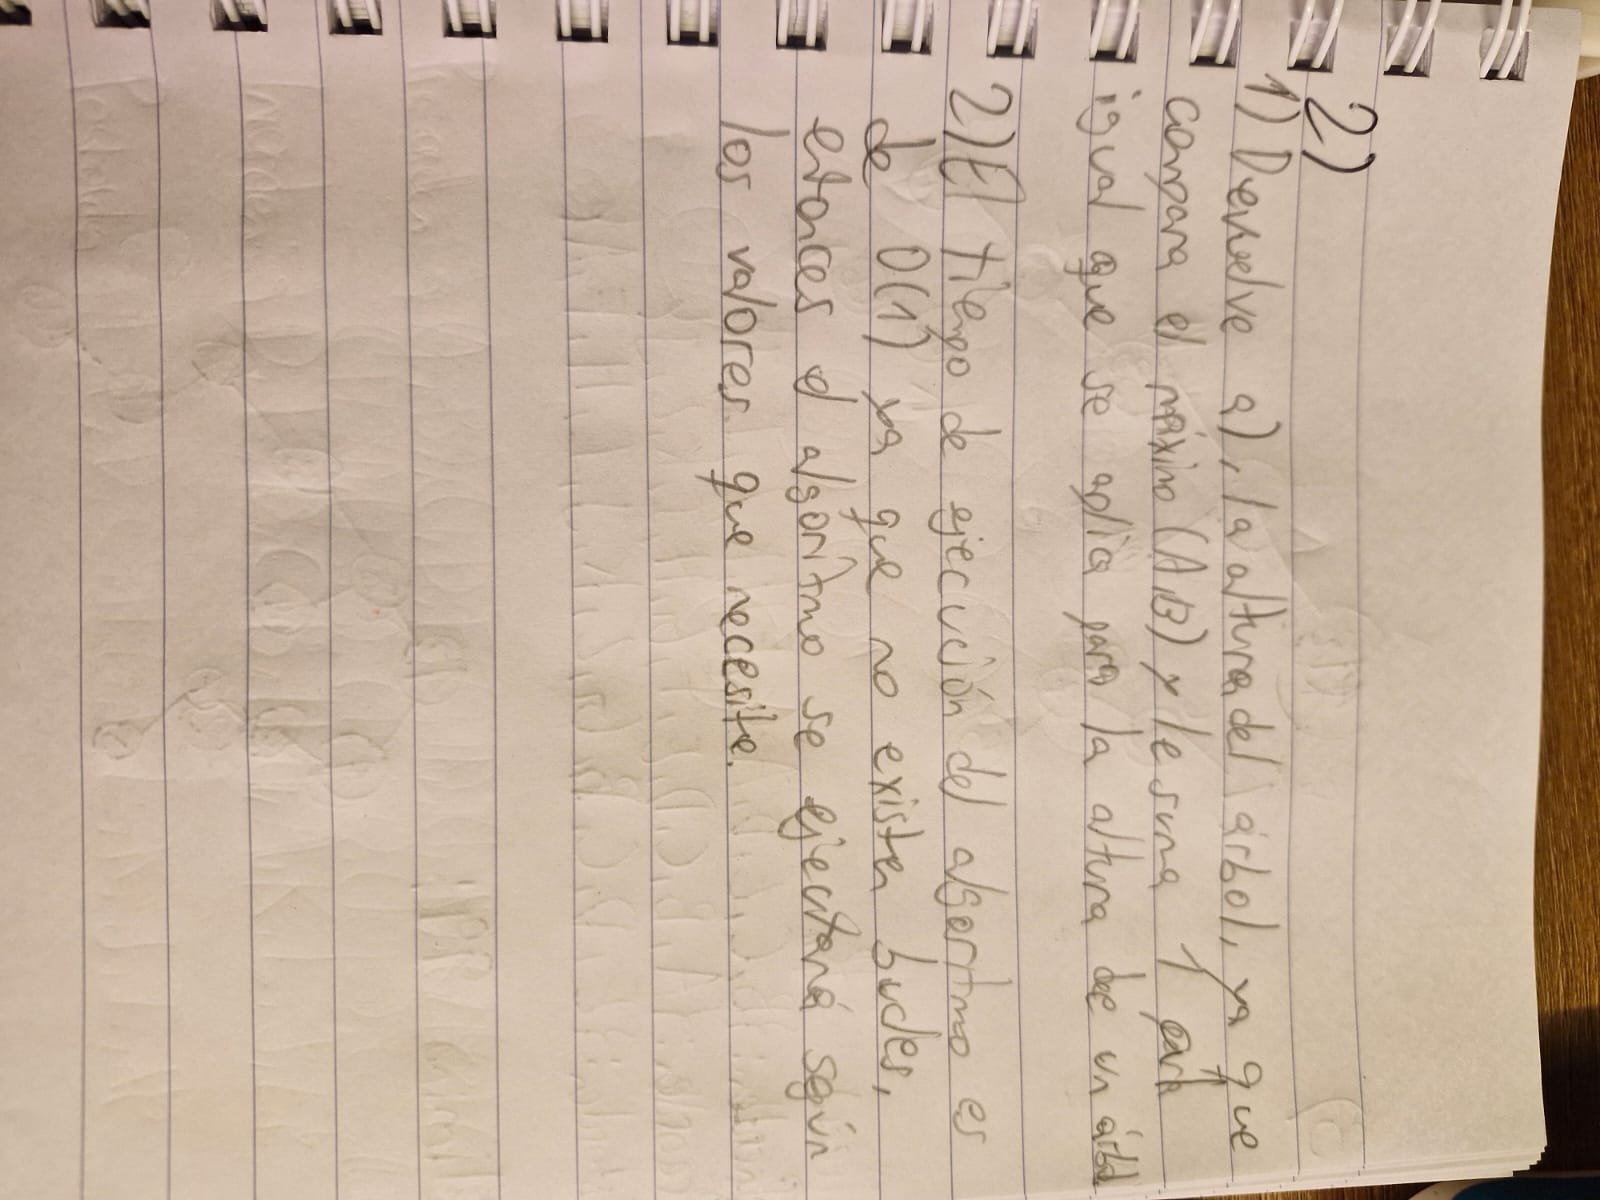 2)
1) Devuelve a), la altura del árbol, ya que
compara el máximo (A,B) y le suma 1,
igual que se aplica para la altura de un árbol
2) El tiempo de ejecución del algoritmo es
de O(1) ya que no existen bucles,
entonces el algoritmo se ejecutará según
los valores que necesite.